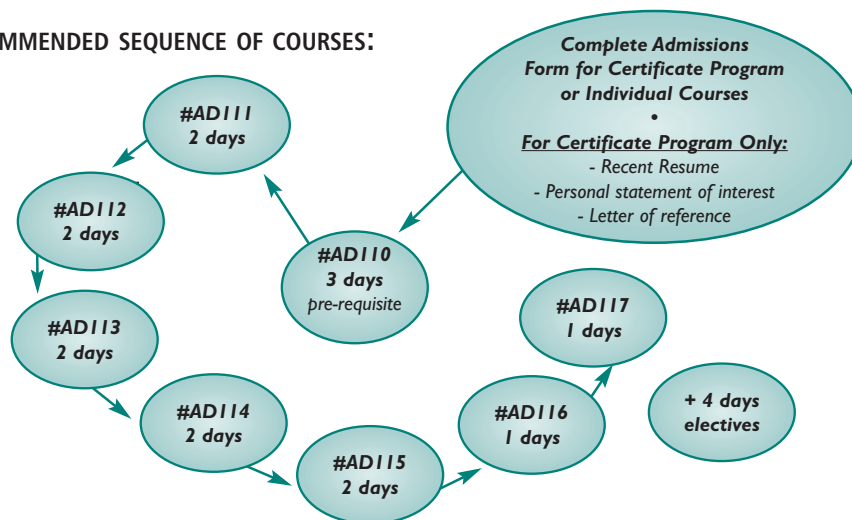 MMENDED SEQUENCE OF COURSES:
Complete Admissions
Form for Certificate Program
or Individual Courses
•
For Certificate Program Only:
- Recent Resume
- Personal statement of interest
- Letter of reference
#AD110
3 days
pre-requisite
#AD111
2 days
#AD112
2 days
#AD113
2 days
#AD114
2 days
#AD115
2 days
#AD116
1 days
#AD117
1 days
+ 4 days
electives